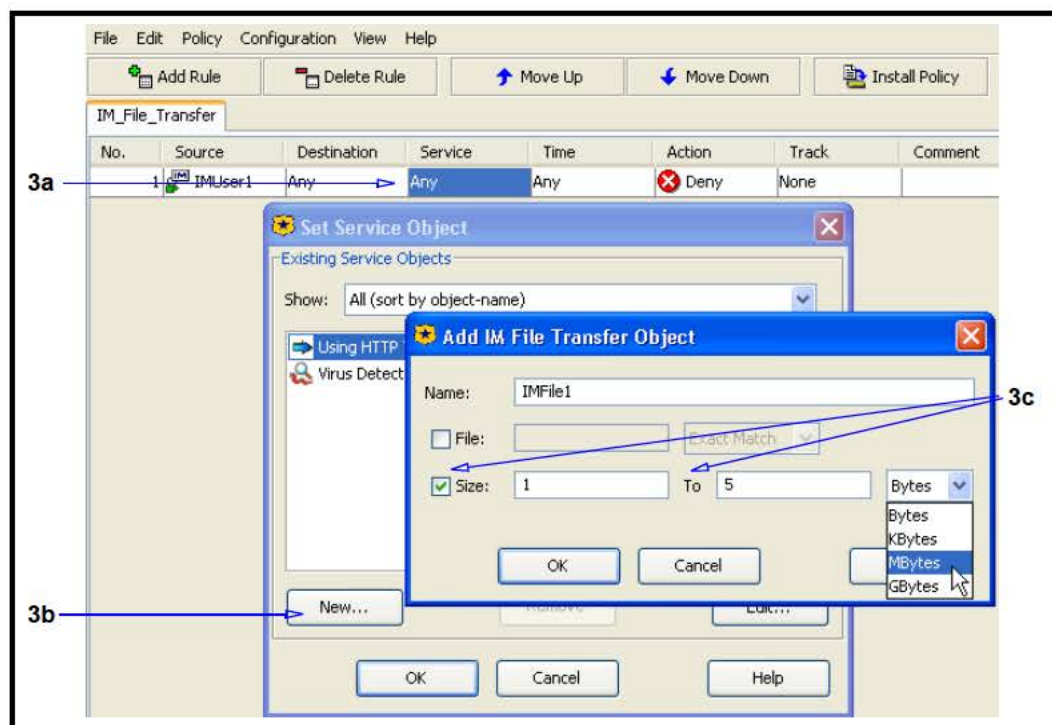 File Edit Policy Configuration View Help
Add Rule Delete Rule Move Up Move Down Install Policy
IM_File_Transfer
No. Source Destination Service Time Action Track Comment
3a
1 IMUser1 Any Any Any Deny None
Set Service Object
Existing Service Objects
Show: All (sort by object-name)
Using HTTP
Virus Detect
Add IM File Transfer Object
Name: IMFile1
3c
File: Exact Match
Size: 1 To 5 Bytes
Bytes
KBytes
MBytes
GBytes
OK Cancel
3b
New... Remove Edit...
OK Cancel Help